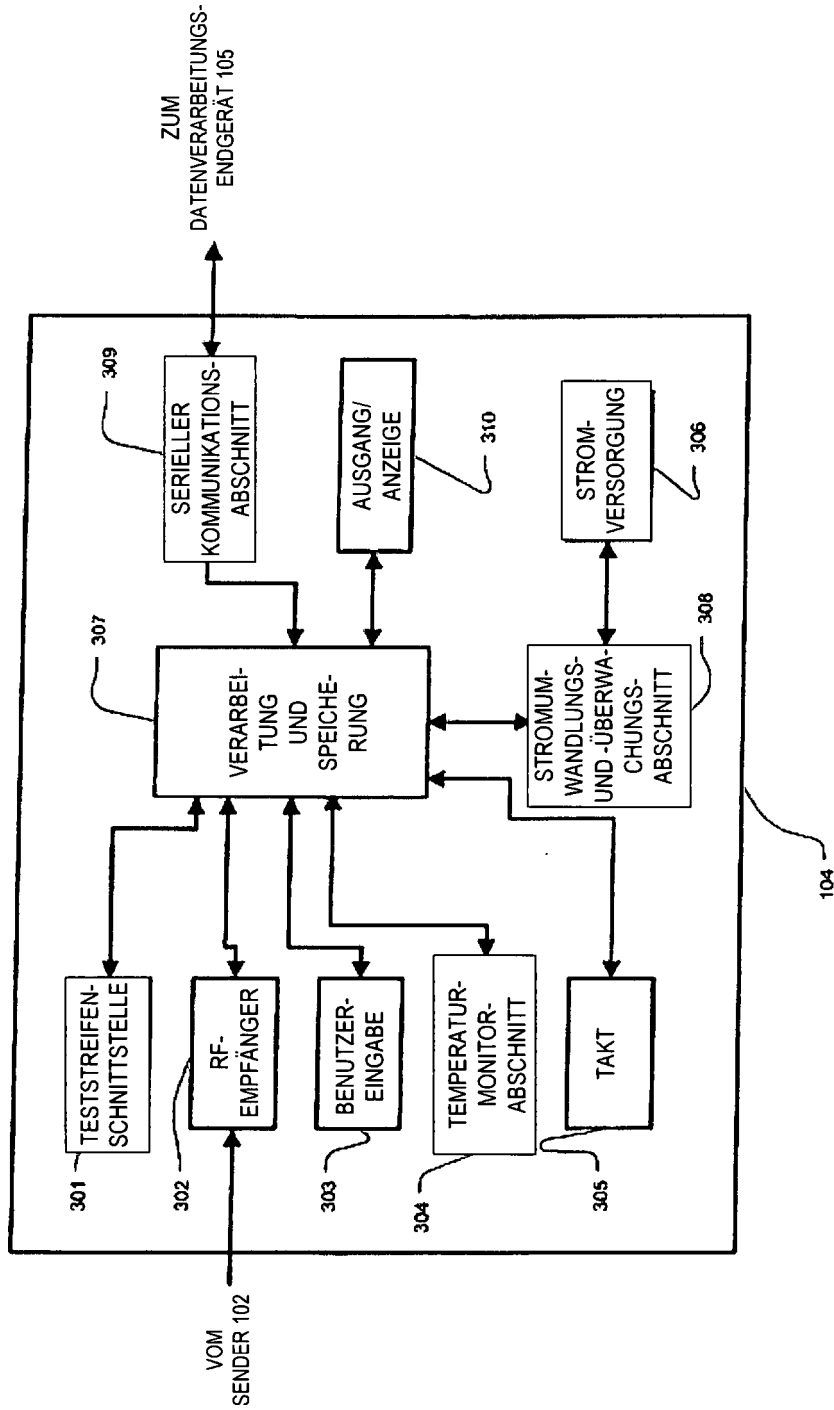 ZUM
DATENVERARBEITUNGS-
ENDGERÄT 105
309
SERIELLER
KOMMUNIKATIONS-
ABSCHNITT
AUSGANG/
ANZEIGE
310
STROM-
VERSORGUNG
306
307
VERARBEI-
TUNG
UND
SPEICHE-
RUNG
STROMUM-
WANDLUNGS-
UND -ÜBERWA-
CHUNGS-
ABSCHNITT
308
301
TESTSTREIFEN-
SCHNITTSTELLE
302
RF-
EMPFÄNGER
303
BENUTZER-
EINGABE
304
TEMPERATUR-
MONITOR-
ABSCHNITT
305
TAKT
VOM
SENDER 102
104